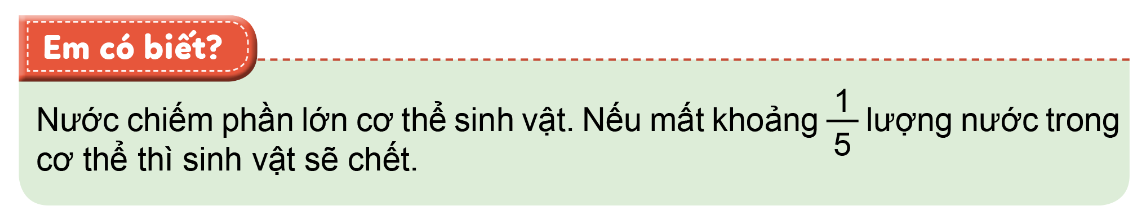 Em có biết?
Nước chiếm phần lớn cơ thể sinh vật. Nếu mất khoảng 1/5 lượng nước trong
cơ thể thì sinh vật sẽ chết.